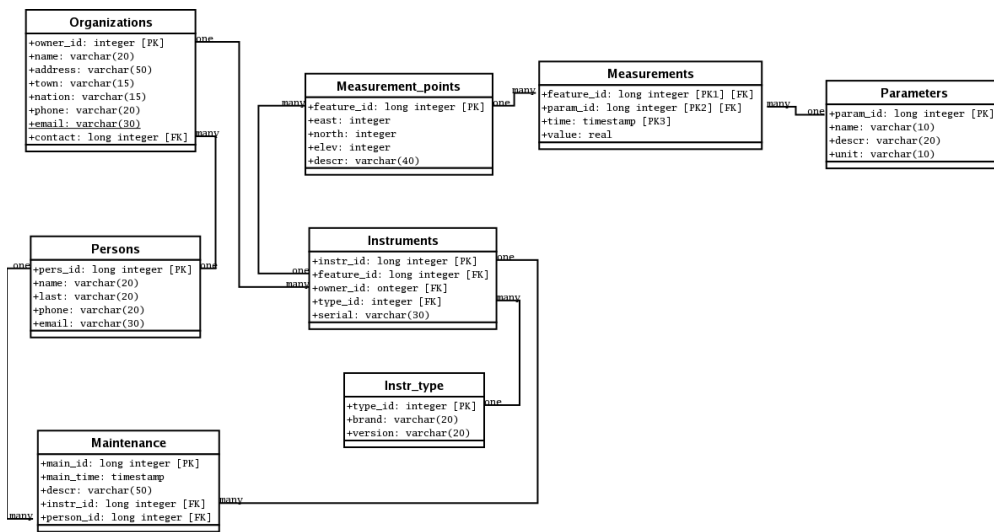 Organizations
+owner_id: integer [PK]
+name: varchar(20)
+address: varchar(50)
+town: varchar(15)
+nation: varchar(15)
+phone: varchar(20)
+email: varchar(30)
+contact: long integer [FK]
one
many
Measurement_points
+feature_id: long integer [PK]
+east: integer
+north: integer
+elev: integer
+descr: varchar(40)
many
one
Measurements
+feature_id: long integer [PK1] [FK]
+param_id: long integer [PK2] [FK]
+time: timestamp [PK3]
+value: real
many
many
one
Parameters
+param_id: long integer [PK]
+name: varchar(10)
+descr: varchar(20)
+unit: varchar(10)
Persons
+pers_id: long integer [PK]
+name: varchar(20)
+last: varchar(20)
+phone: varchar(20)
+email: varchar(30)
one
one
Instruments
+instr_id: long integer [PK]
+feature_id: long integer [FK]
+owner_id: onteger [FK]
+type_id: integer [FK]
+serial: varchar(30)
one
many
one
many
Instr_type
+type_id: integer [PK]
+brand: varchar(20)
+version: varchar(20)
one
Maintenance
+main_id: long integer [PK]
+main_time: timestamp
+descr: varchar(50)
+instr_id: long integer [FK]
+person_id: long integer [FK]
many
many